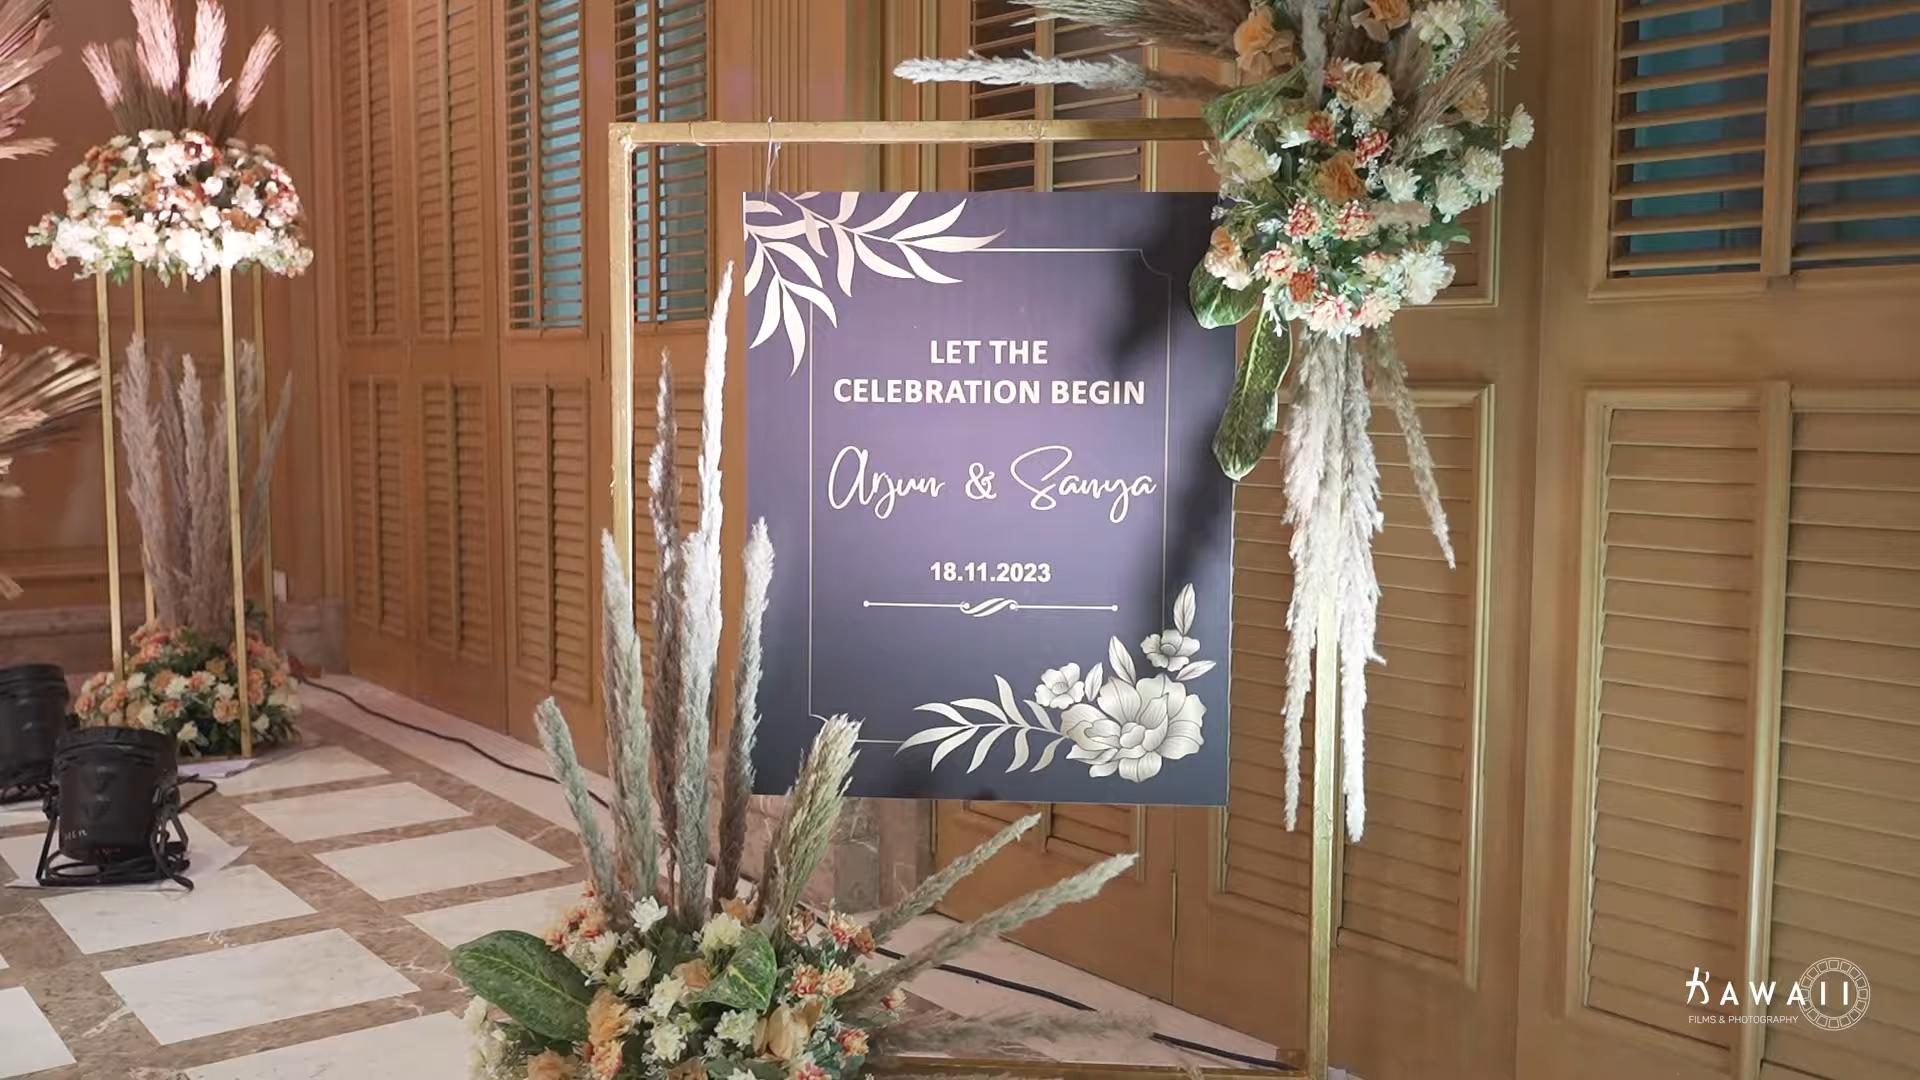 LET THE
CELEBRATION BEGIN
Arjun & Sanya
18.11.2023
KAWAII
FILMS & PHOTOGRAPHY